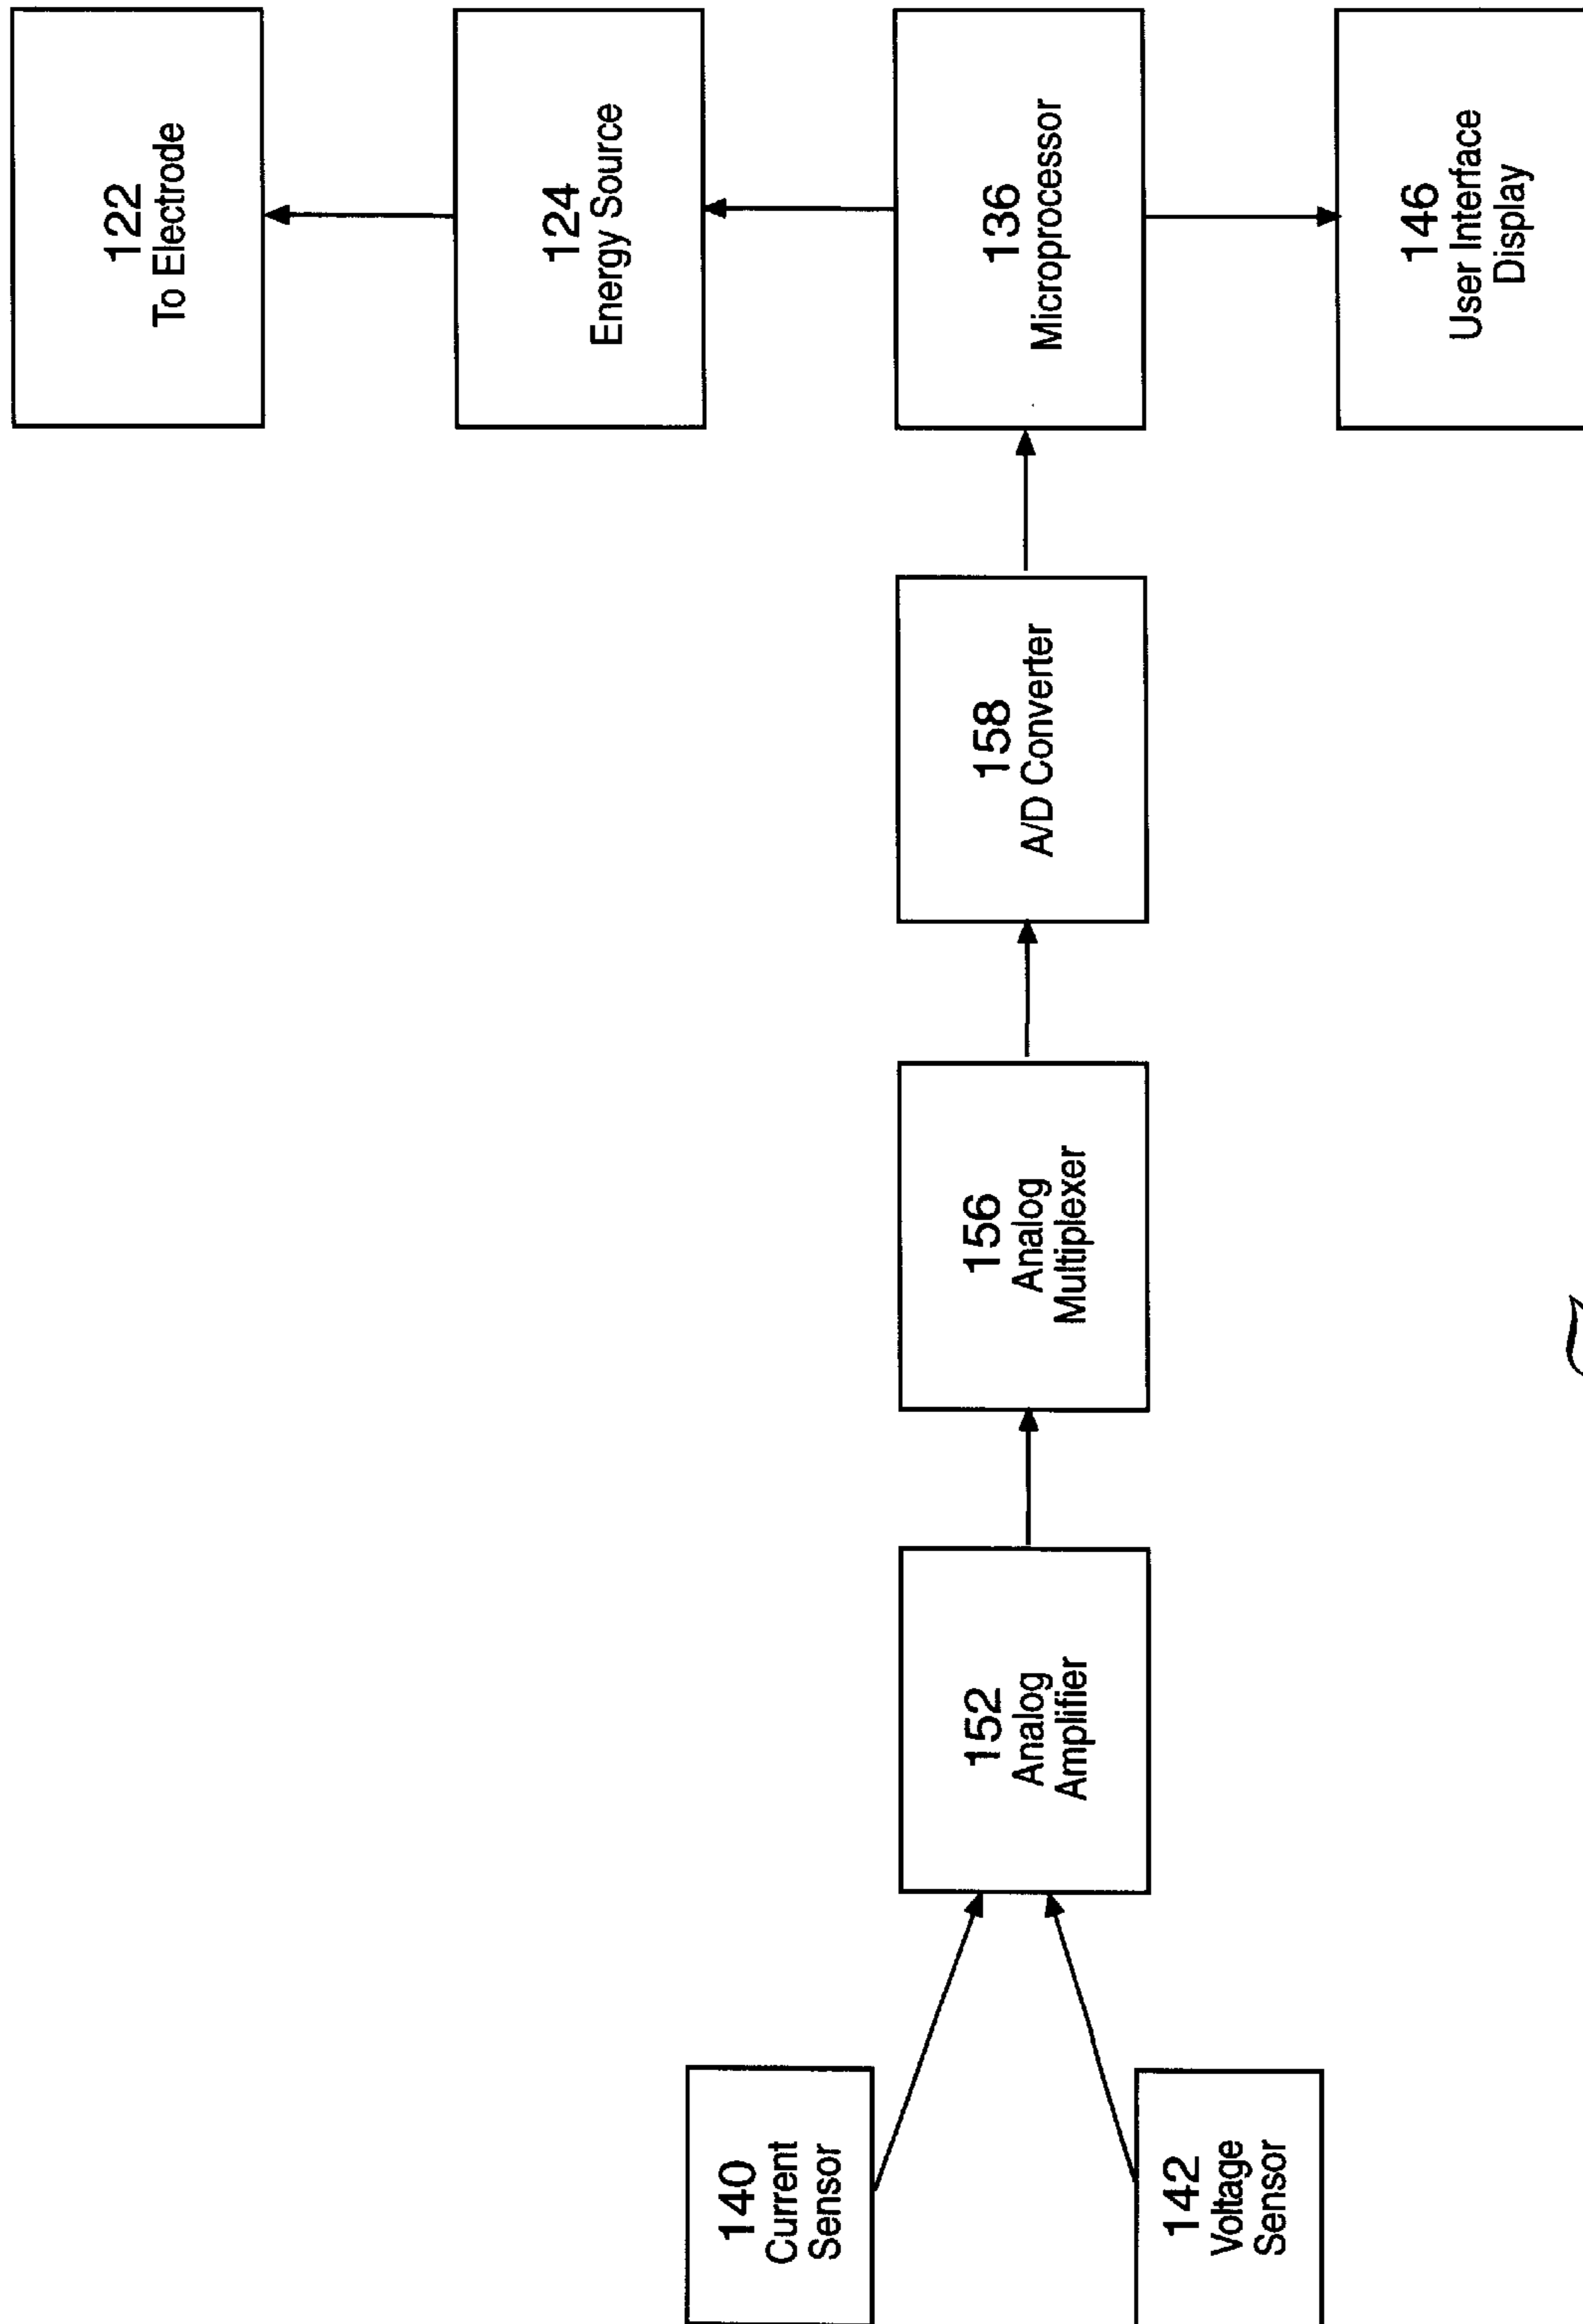 140
Current
Sensor
142
Voltage
Sensor
152
Analog
Amplifier
156
Analog
Multiplexer
158
A/D Converter
122
To Electrode
124
Energy Source
136
Microprocessor
146
User Interface
Display